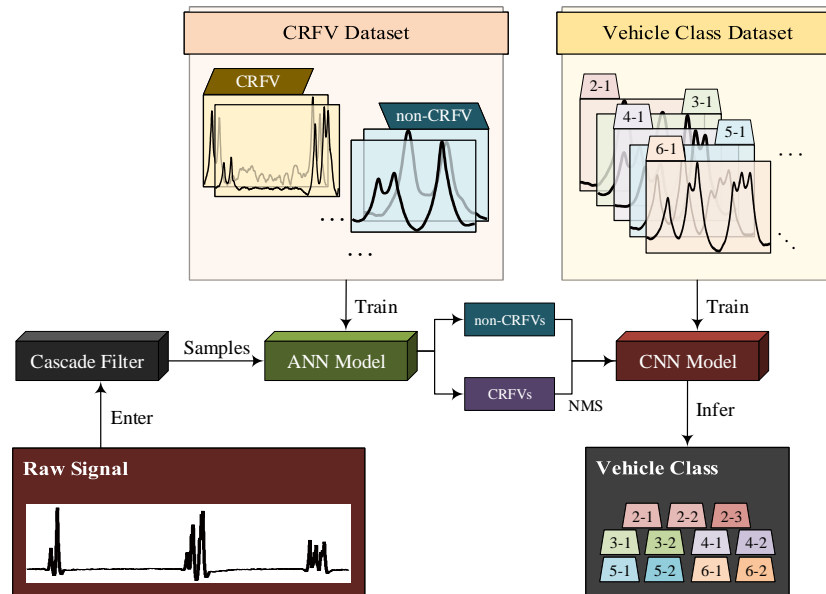 CRFV Dataset
Vehicle Class Dataset
CRFV
non-CRFV
...
...
2-1
3-1
4-1
5-1
6-1
...
...
Train
Train
Cascade Filter
Samples
ANN Model
non-CRFVs
CRFVs
NMS
CNN Model
Enter
Infer
Raw Signal
Vehicle Class
2-1 2-2 2-3
3-1 3-2 4-1 4-2
5-1 5-2 6-1 6-2